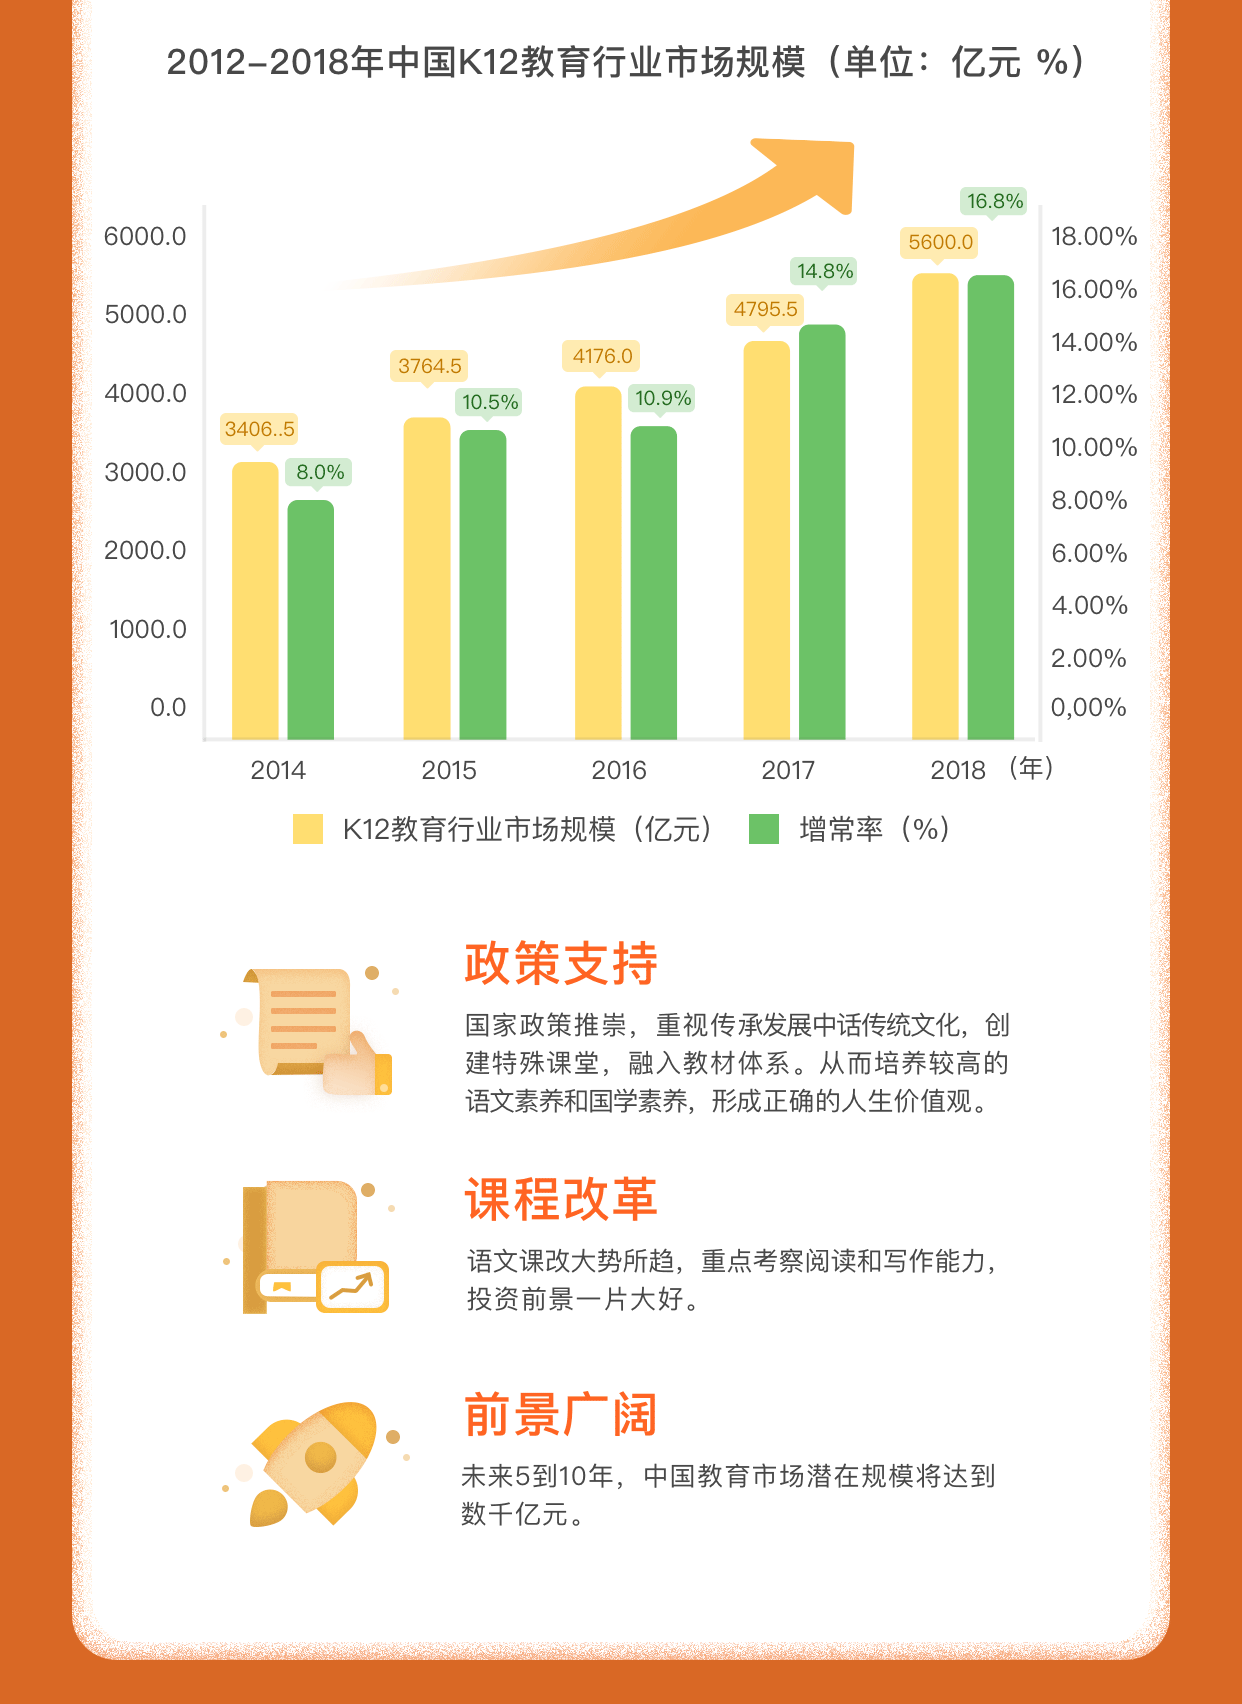 2012-2018年中国K12教育行业市场规模（单位：亿元 %）
6000.0
5000.0
4000.0
3000.0
2000.0
1000.0
0.0
3406..5
8.0%
3764.5
10.5%
4176.0
10.9%
4795.5
14.8%
5600.0
16.8%
18.00%
16.00%
14.00%
12.00%
10.00%
8.00%
6.00%
4.00%
2.00%
0,00%
2014 2015 2016 2017 2018 （年）
K12教育行业市场规模（亿元） 增常率（%）
政策支持
国家政策推崇，重视传承发展中话传统文化，创
建特殊课堂，融入教材体系。从而培养较高的
语文素养和国学素养，形成正确的人生价值观。
课程改革
语文课改大势所趋，重点考察阅读和写作能力，
投资前景一片大好。
前景广阔
未来5到10年，中国教育市场潜在规模将达到
数千亿元。